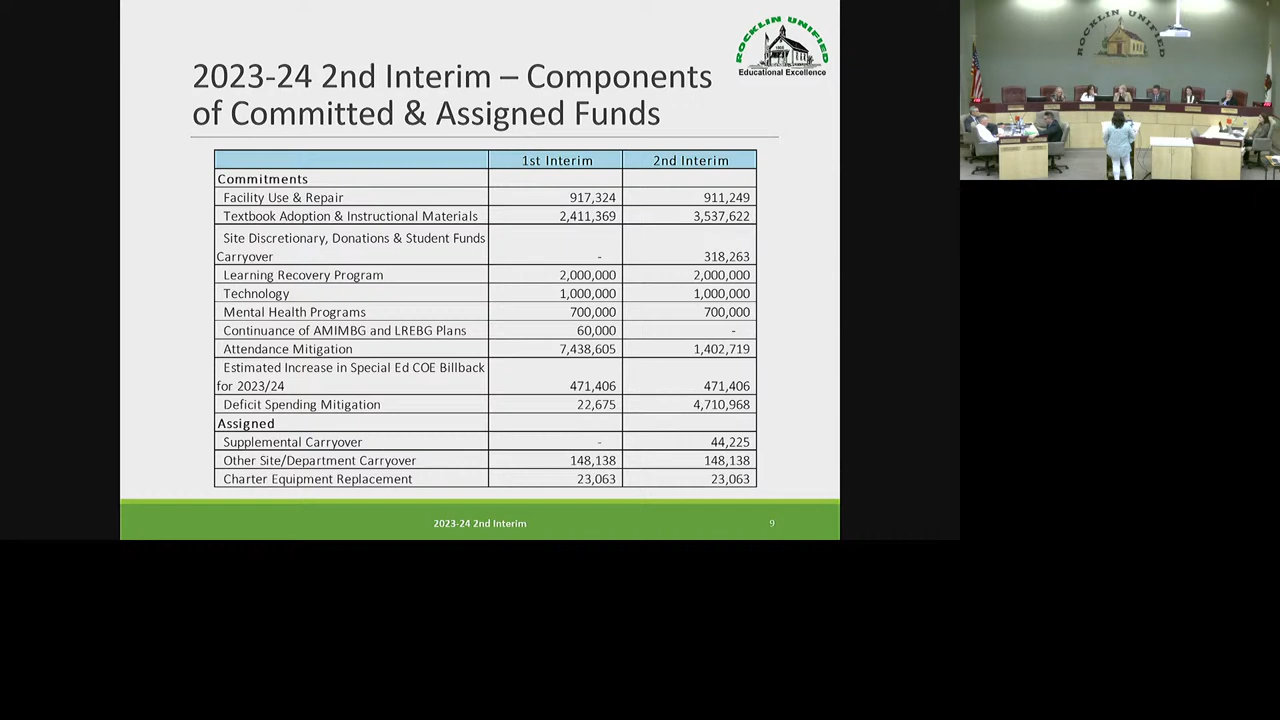 ROCKLIN UNIFIED
Educational Excellence
2023-24 2nd Interim – Components
of Committed & Assigned Funds
1st Interim 2nd Interim
Commitments
Facility Use & Repair 917,324 911,249
Textbook Adoption & Instructional Materials 2,411,369 3,537,622
Site Discretionary, Donations & Student Funds
Carryover - 318,263
Learning Recovery Program 2,000,000 2,000,000
Technology 1,000,000 1,000,000
Mental Health Programs 700,000 700,000
Continuance of AMIMBG and LREBG Plans 60,000 -
Attendance Mitigation 7,438,605 1,402,719
Estimated Increase in Special Ed COE Billback
for 2023/24 471,406 471,406
Deficit Spending Mitigation 22,675 4,710,968
Assigned
Supplemental Carryover - 44,225
Other Site/Department Carryover 148,138 148,138
Charter Equipment Replacement 23,063 23,063
2023-24 2nd Interim 9
ROCKLIN UNIFIED